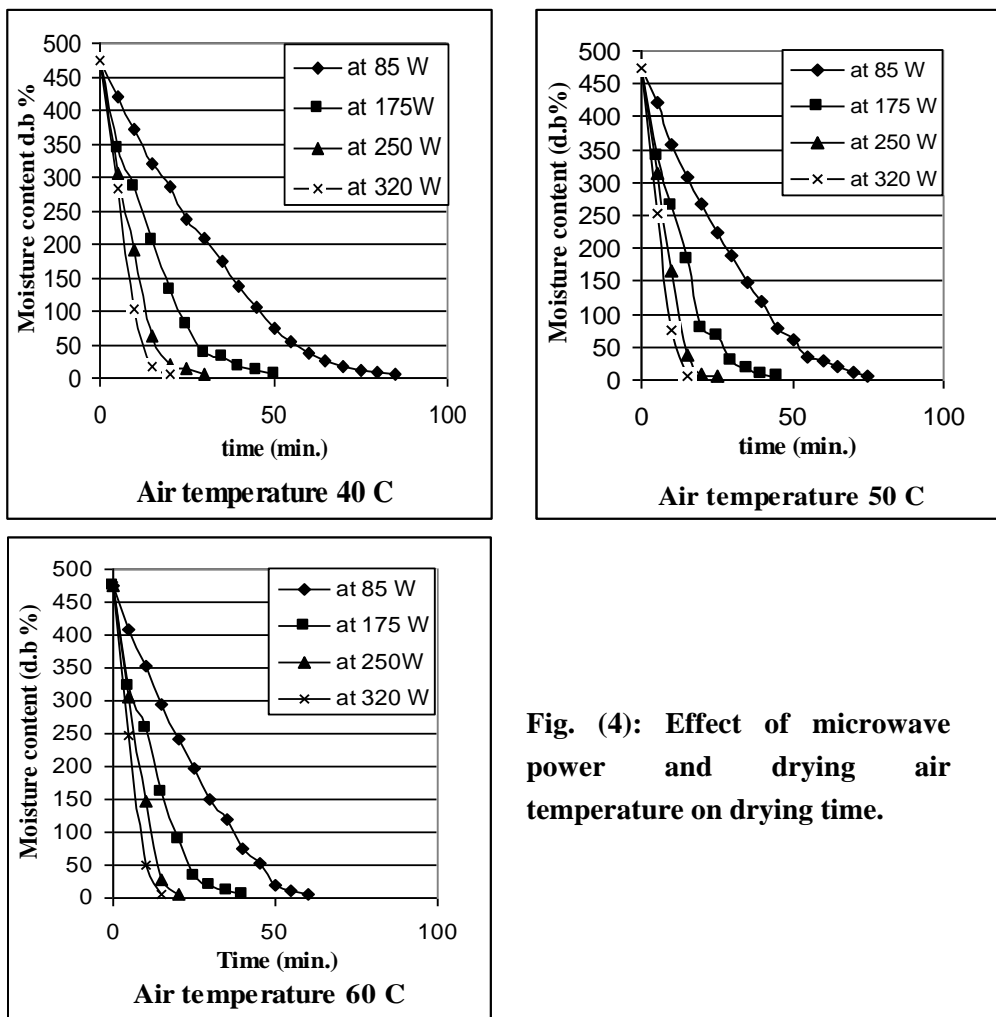 500
450
400
350
300
250
200
150
100
50
0
Moisture content d.b %
at 85 W
at 175W
at 250 W
at 320 W
0 50 100
time (min.)
Air temperature 40 C
500
450
400
350
300
250
200
150
100
50
0
Moisture content (d.b%)
at 85 W
at 175 W
at 250 W
at 320 W
0 50 100
time (min.)
Air temperature 50 C
500
450
400
350
300
250
200
150
100
50
0
Moisture content (d.b %)
at 85 W
at 175 W
at 250W
at 320 W
0 50 100
Time (min.)
Air temperature 60 C
Fig. (4): Effect of microwave
power and drying air
temperature on drying time.